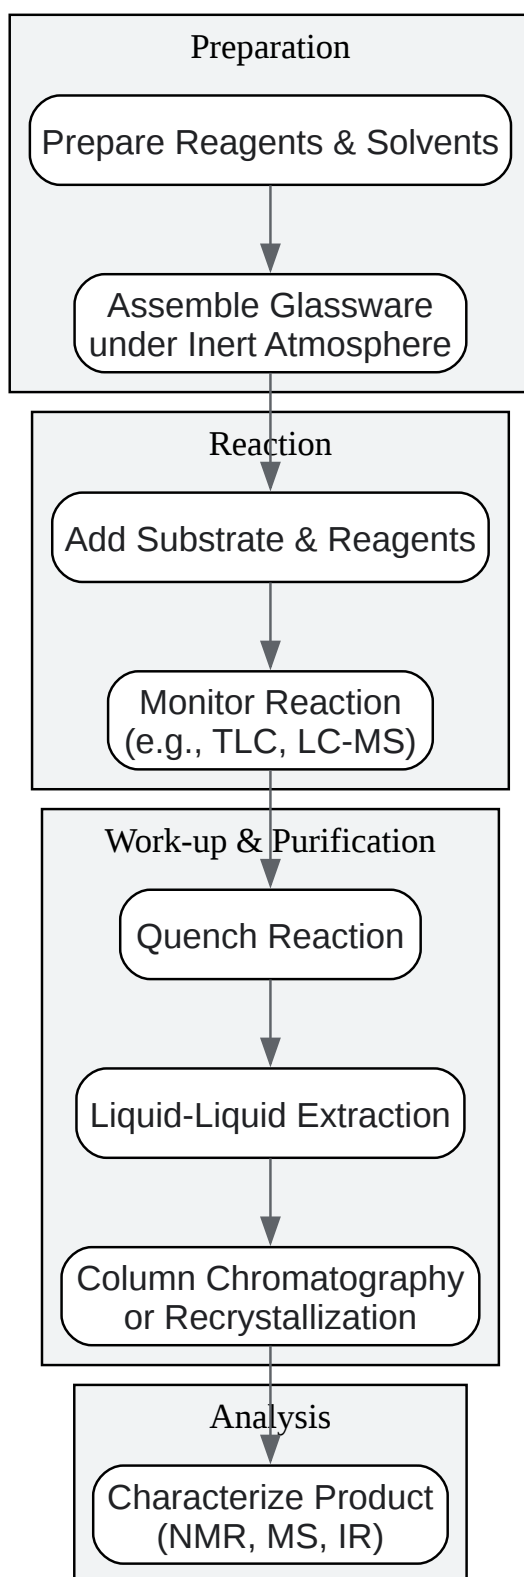 Preparation
Prepare Reagents & Solvents
Assemble Glassware
under Inert Atmosphere
Reaction
Add Substrate & Reagents
Monitor Reaction
(e.g., TLC, LC-MS)
Work-up & Purification
Quench Reaction
Liquid-Liquid Extraction
Column Chromatography
or Recrystallization
Analysis
Characterize Product
(NMR, MS, IR)